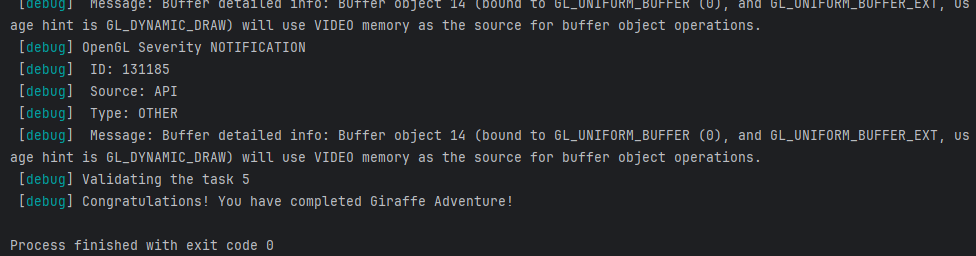 [debug]  Message: Buffer detailed info: Buffer object 14 (bound to GL_UNIFORM_BUFFER (0), and GL_UNIFORM_BUFFER_EXT, us
age hint is GL_DYNAMIC_DRAW) will use VIDEO memory as the source for buffer object operations.
[debug] OpenGL Severity NOTIFICATION
[debug]  ID: 131185
[debug]  Source: API
[debug]  Type: OTHER
[debug]  Message: Buffer detailed info: Buffer object 14 (bound to GL_UNIFORM_BUFFER (0), and GL_UNIFORM_BUFFER_EXT, us
age hint is GL_DYNAMIC_DRAW) will use VIDEO memory as the source for buffer object operations.
[debug] Validating the task 5
[debug] Congratulations! You have completed Giraffe Adventure!
Process finished with exit code 0